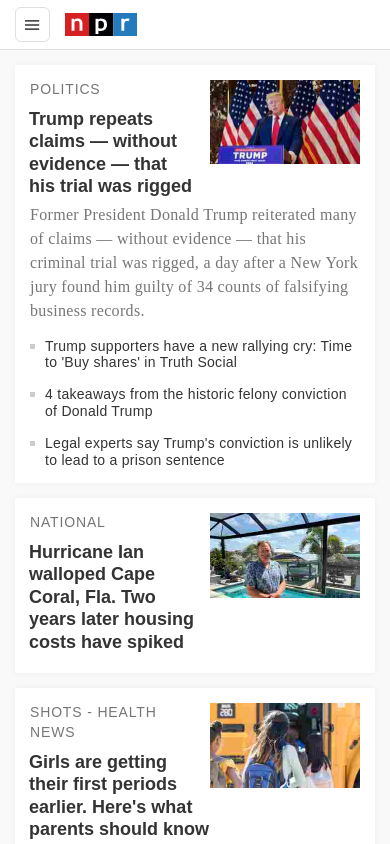 npr
POLITICS
Trump repeats
claims — without
evidence — that
his trial was rigged
TRUMP
Former President Donald Trump reiterated many
of claims — without evidence — that his
criminal trial was rigged, a day after a New York
jury found him guilty of 34 counts of falsifying
business records.
Trump supporters have a new rallying cry: Time
to 'Buy shares' in Truth Social
4 takeaways from the historic felony conviction
of Donald Trump
Legal experts say Trump's conviction is unlikely
to lead to a prison sentence
NATIONAL
Hurricane Ian
walloped Cape
Coral, Fla. Two
years later housing
costs have spiked
SHOTS - HEALTH
NEWS
280
Girls are getting
their first periods
earlier. Here's what
parents should know